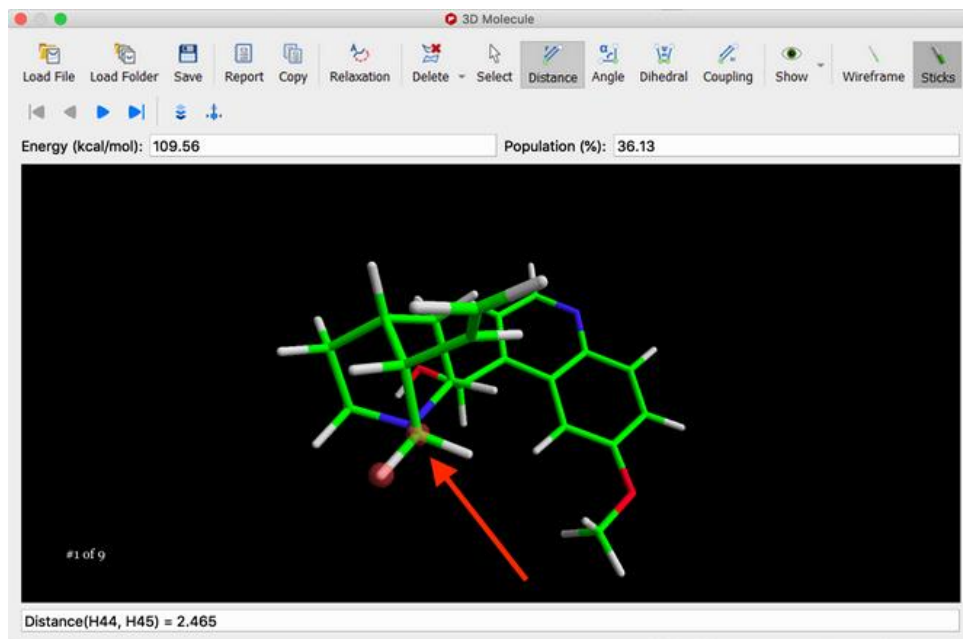 3D Molecule
Load File Load Folder Save Report Copy Relaxation Delete Select Distance Angle Dihedral Coupling Show Wireframe Sticks
Energy (kcal/mol): 109.56 Population (%): 36.13
#1 of 9
Distance(H44, H45) = 2.465